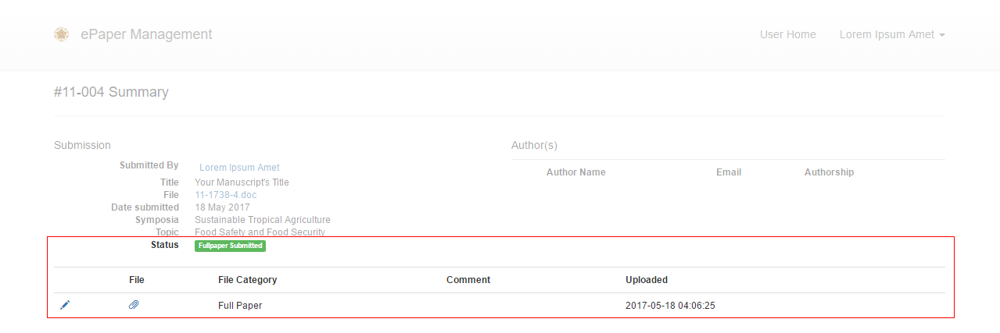 ePaper Management User Home Lorem Ipsum Amet
#11-004 Summary
Submission
Submitted By Lorem Ipsum Amet
Title Your Manuscript's Title
File 11-1738-4.doc
Date submitted 18 May 2017
Symposia Sustainable Tropical Agriculture
Topic Food Safety and Food Security
Status Fullpaper Submitted
Author(s)
Author Name Email Authorship
File File Category Comment Uploaded
Full Paper 2017-05-18 04:06:25